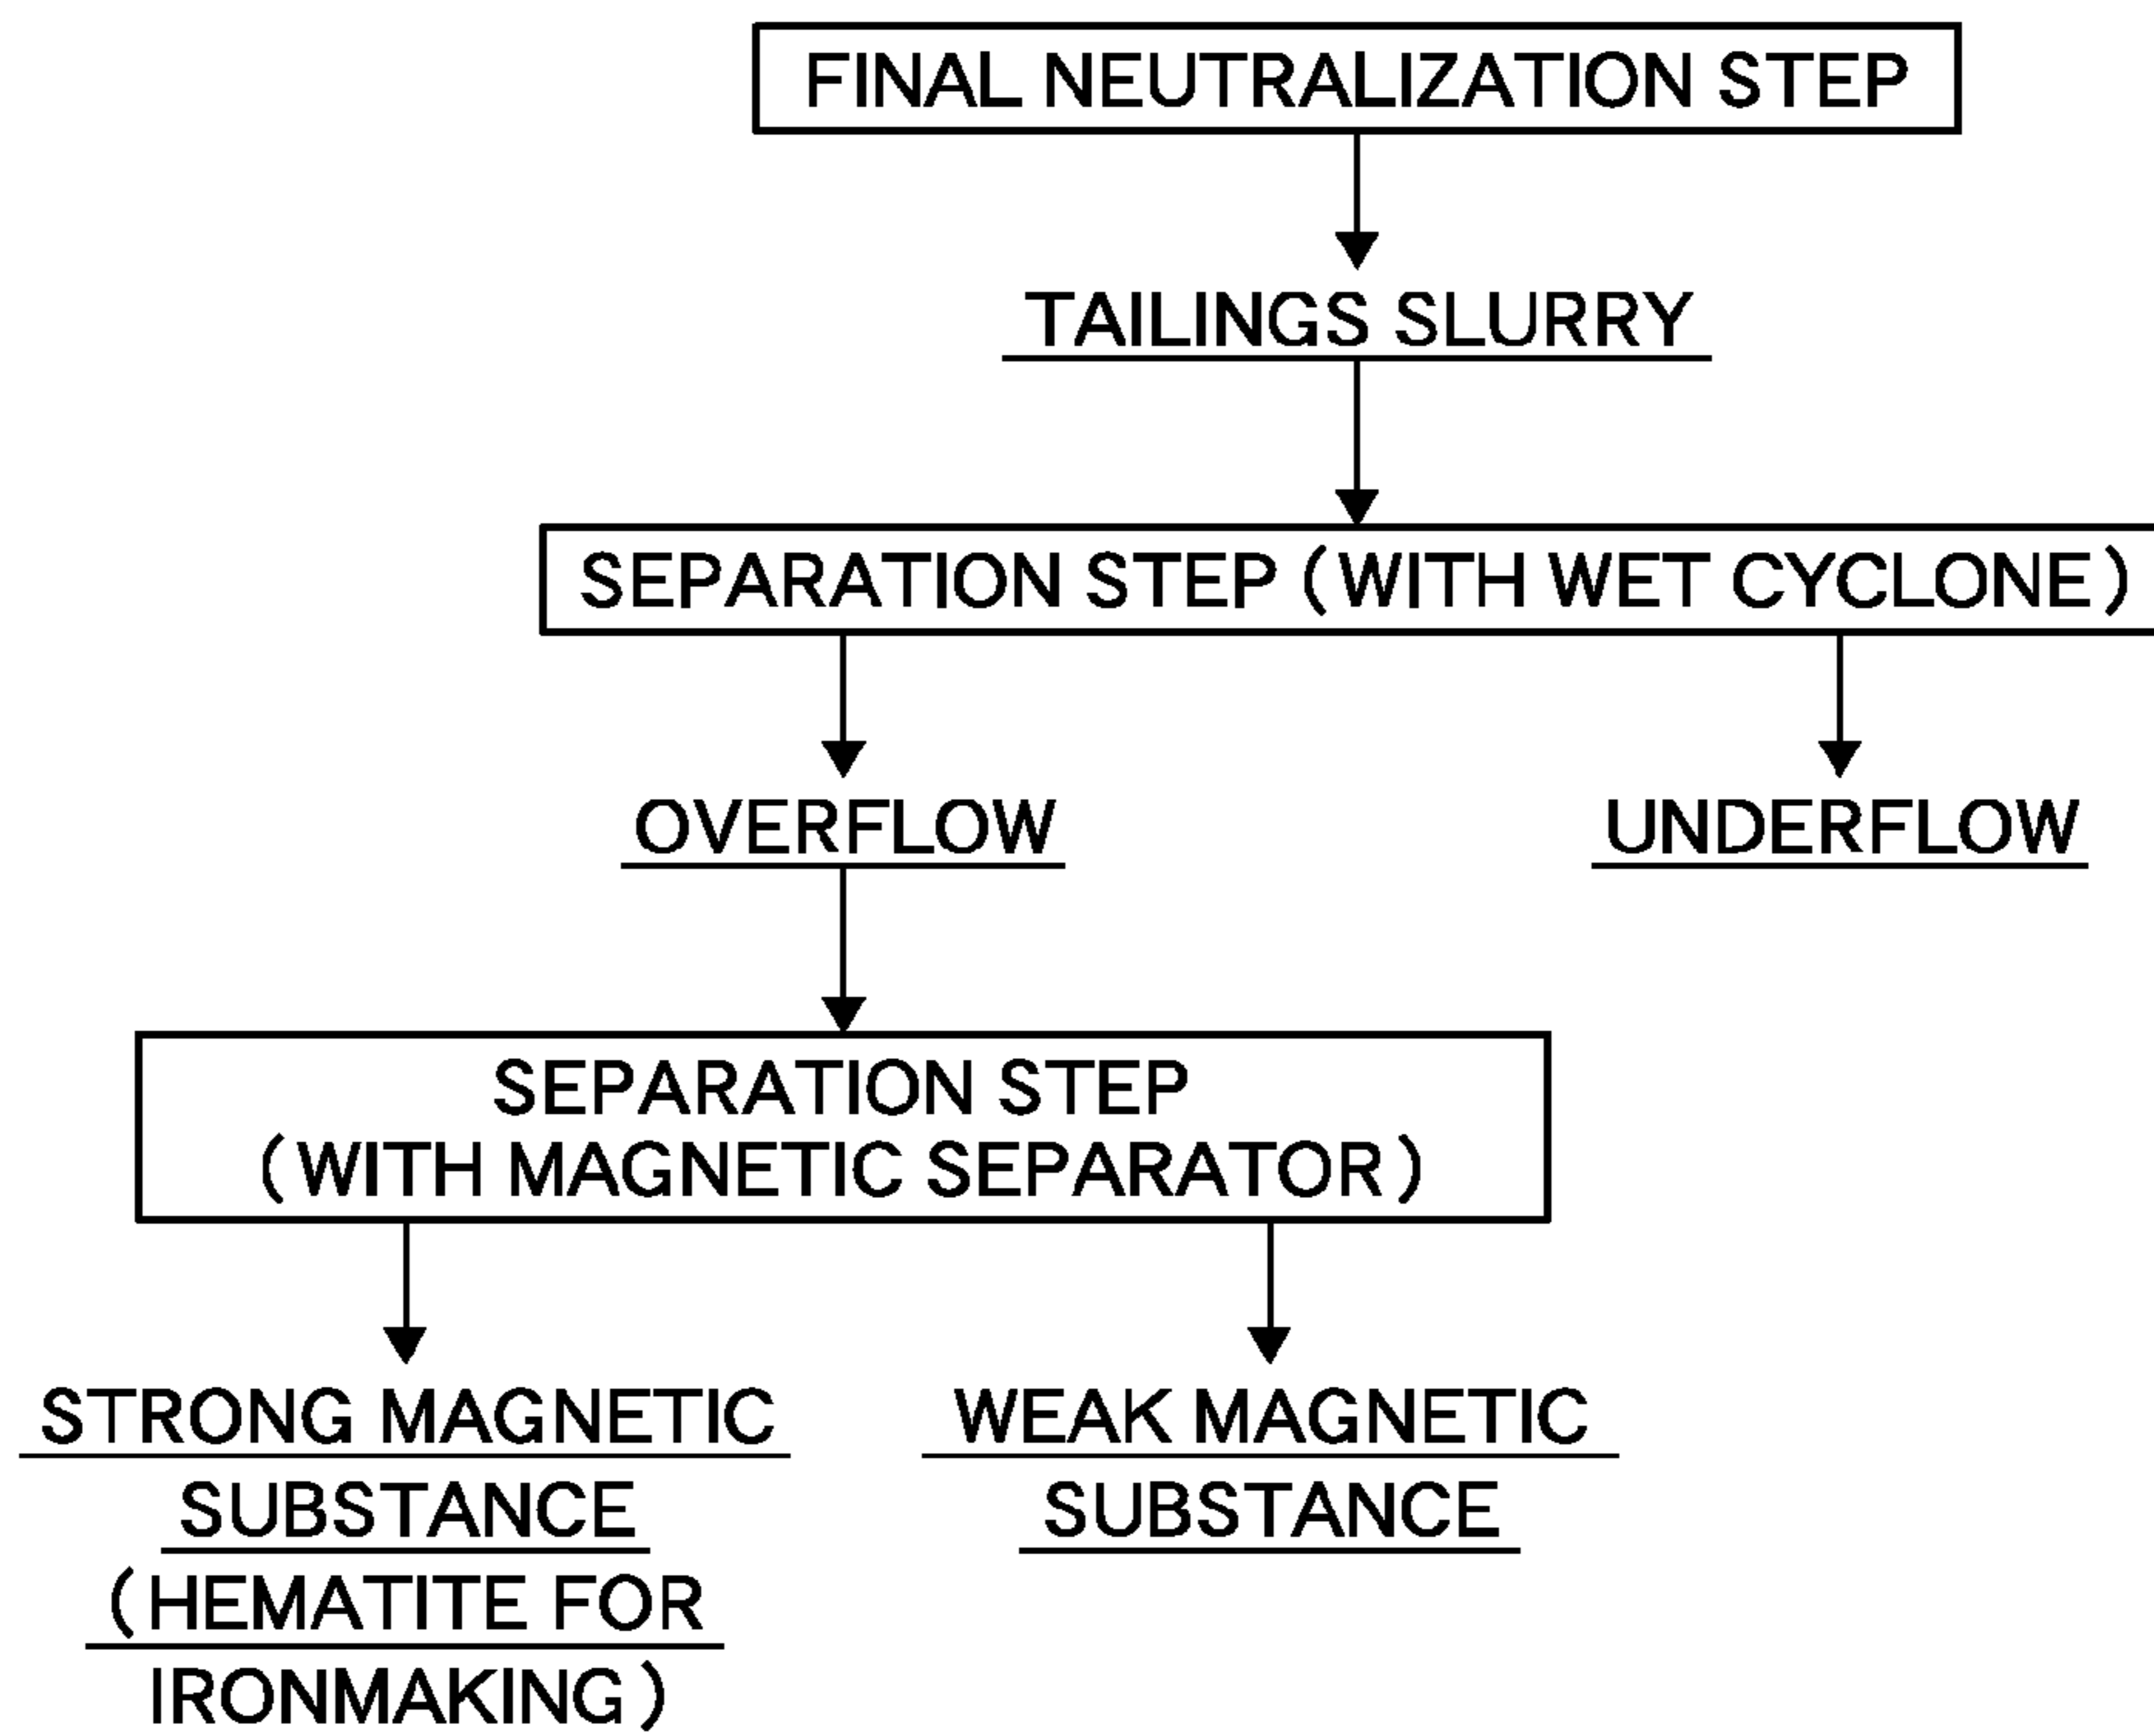 FINAL NEUTRALIZATION STEP
TAILINGS SLURRY
SEPARATION STEP (WITH WET CYCLONE)
OVERFLOW
UNDERFLOW
SEPARATION STEP
(WITH MAGNETIC SEPARATOR)
STRONG MAGNETIC
SUBSTANCE
(HEMATITE FOR
IRONMAKING)
WEAK MAGNETIC
SUBSTANCE